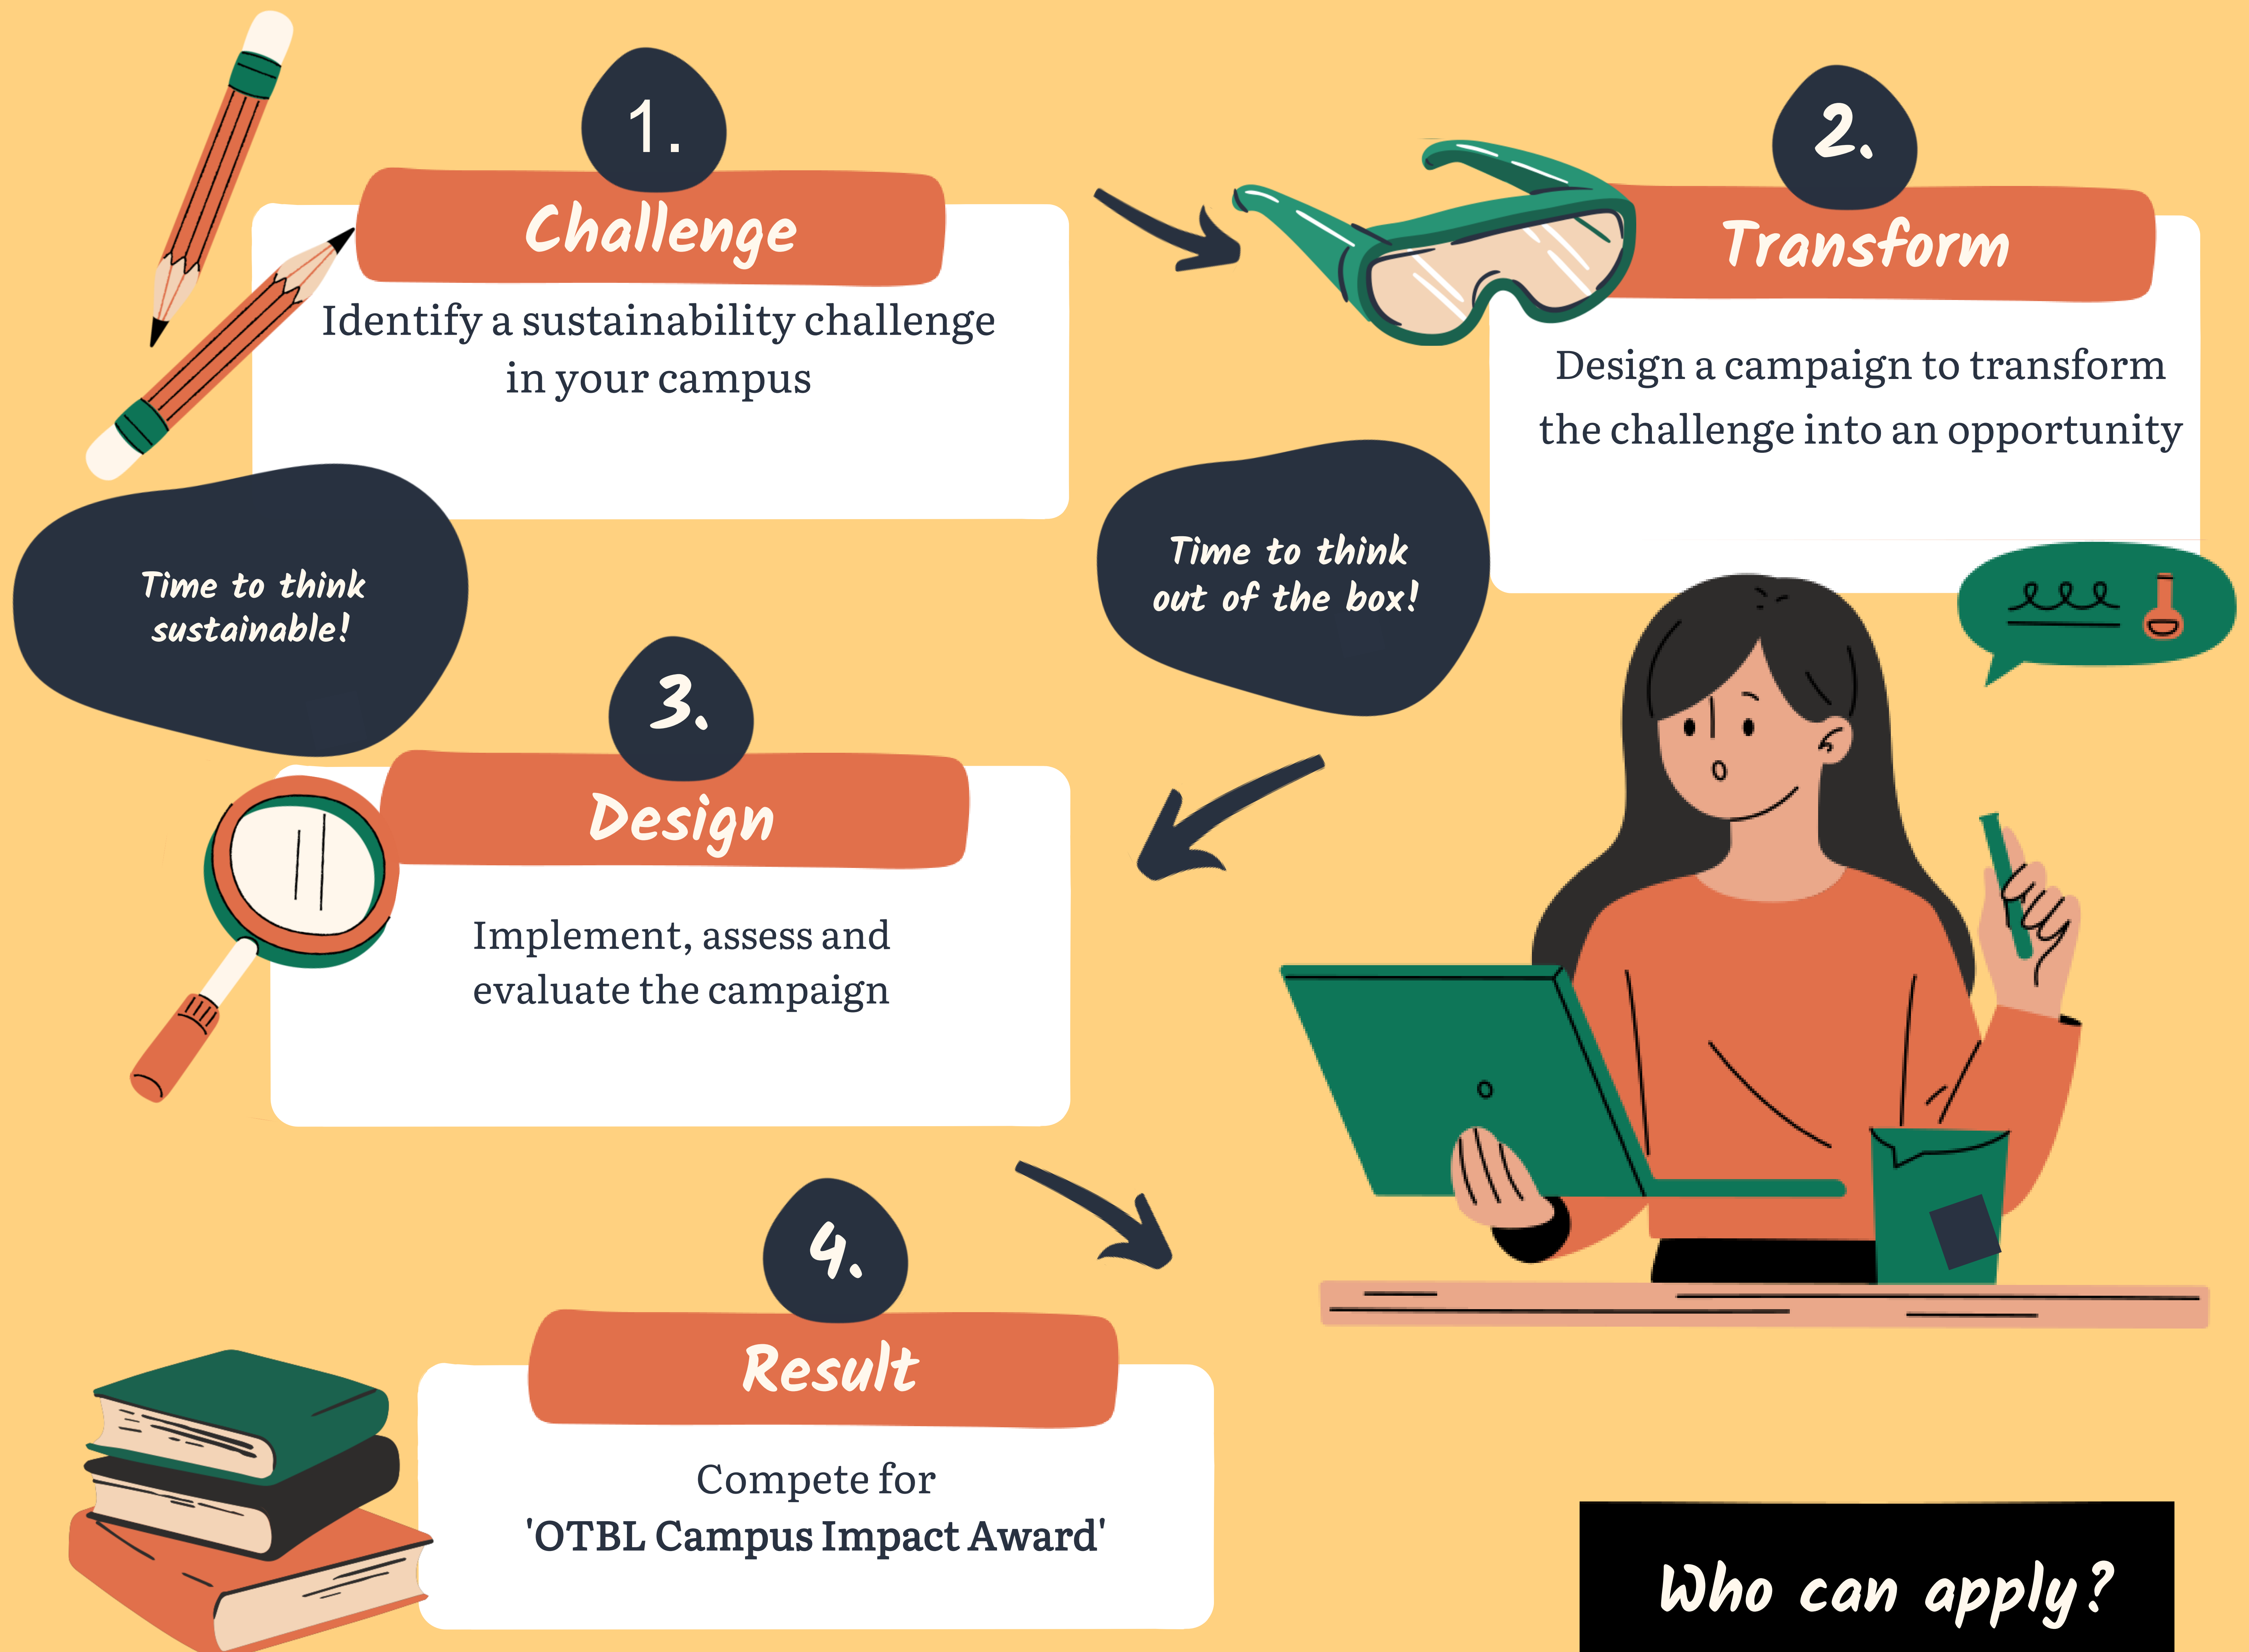 1.
Challenge
Identify a sustainability challenge
in your campus
2.
Transform
Design a campaign to transform
the challenge into an opportunity
Time to think
sustainable!
Time to think
out of the box!
3.
Design
Implement, assess and
evaluate the campaign
4.
Result
Compete for
'OTBL Campus Impact Award'
Who can apply?